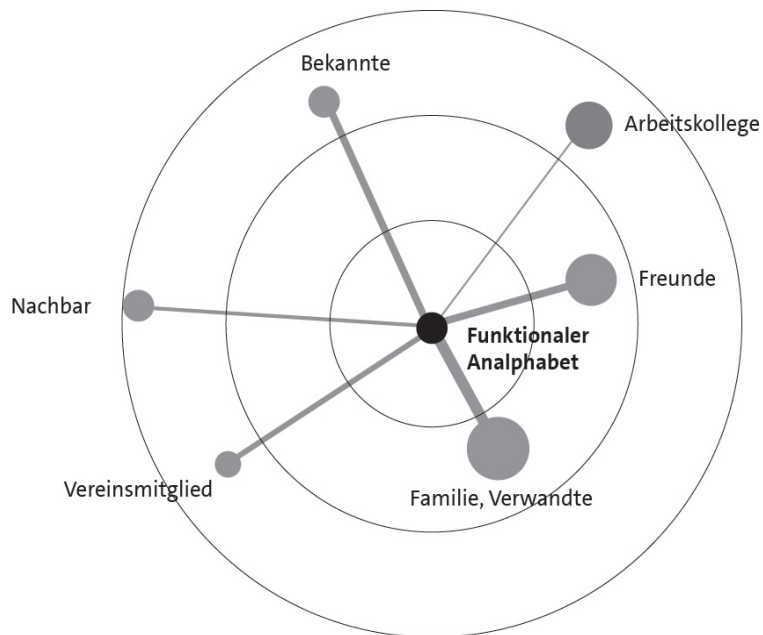 Bekannte
Arbeitskollege
Freunde
Nachbar
Funktionaler
Analphabet
Vereinsmitglied
Familie, Verwandte